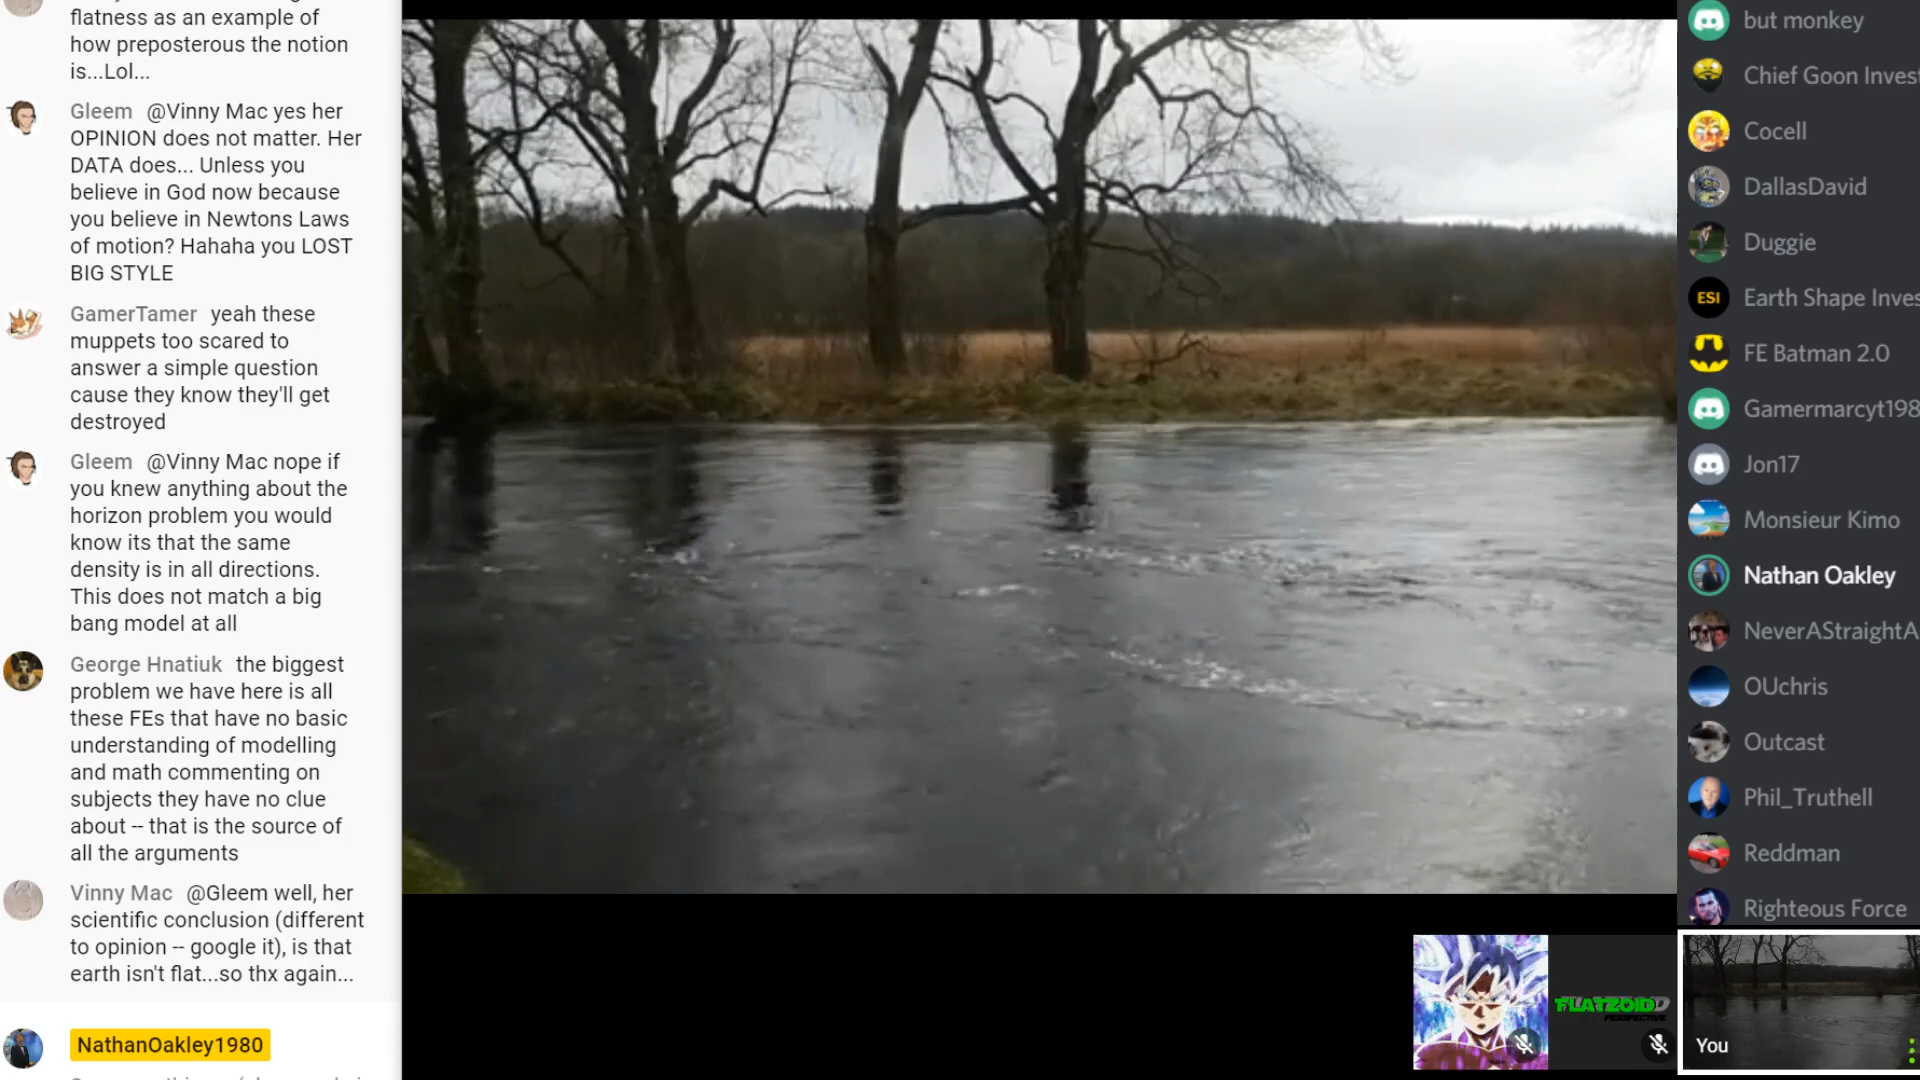 flatness as an example of
how preposterous the notion
is...Lol...
Gleem @Vinny Mac yes her
OPINION does not matter. Her
DATA does... Unless you
believe in God now because
you believe in Newtons Laws
of motion? Hahaha you LOST
BIG STYLE
GamerTamer yeah these
muppets too scared to
answer a simple question
cause they know they'll get
destroyed
Gleem @Vinny Mac nope if
you knew anything about the
horizon problem you would
know its that the same
density is in all directions.
This does not match a big
bang model at all
George Hnatiuk the biggest
problem we have here is all
these FEs that have no basic
understanding of modelling
and math commenting on
subjects they have no clue
about -- that is the source of
all the arguments
Vinny Mac @Gleem well, her
scientific conclusion (different
to opinion -- google it), is that
earth isn't flat...so thx again...
NathanOakley1980
but monkey
Chief Goon Inves
Cocell
DallasDavid
Duggie
ESI
Earth Shape Inves
FE Batman 2.0
Gamermarcyt198
Jon17
Monsieur Kimo
Nathan Oakley
NeverAStraightA
OUchris
Outcast
Phil_Truthell
Reddman
Righteous Force
FLATZOID
PERSPECTIVE
You